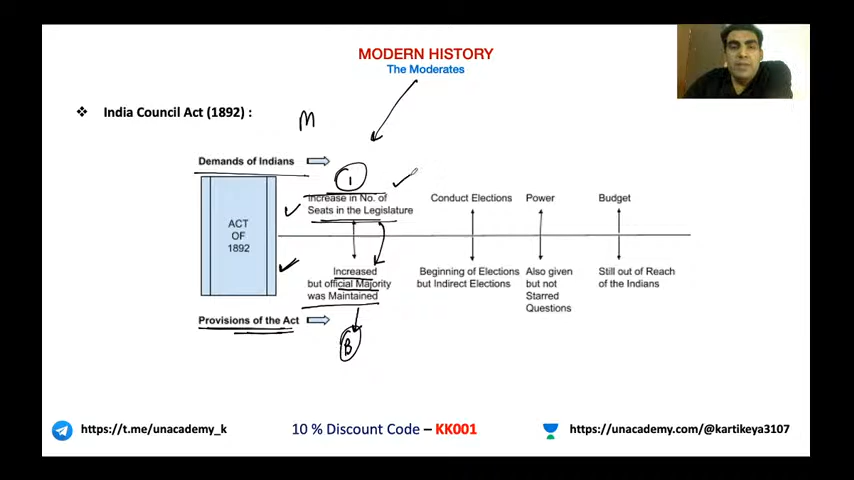 MODERN HISTORY
The Moderates
❖ India Council Act (1892) :
M
Demands of Indians
1
Increase in No. of
Seats in the Legislature
Conduct Elections
Power
Budget
ACT
OF
1892
Increased
but official Majority
was Maintained
Beginning of Elections
but Indirect Elections
Also given
but not
Starred
Questions
Still out of Reach
of the Indians
Provisions of the Act
B
https://t.me/unacademy_k
10 % Discount Code – KK001
https://unacademy.com/@kartikeya3107